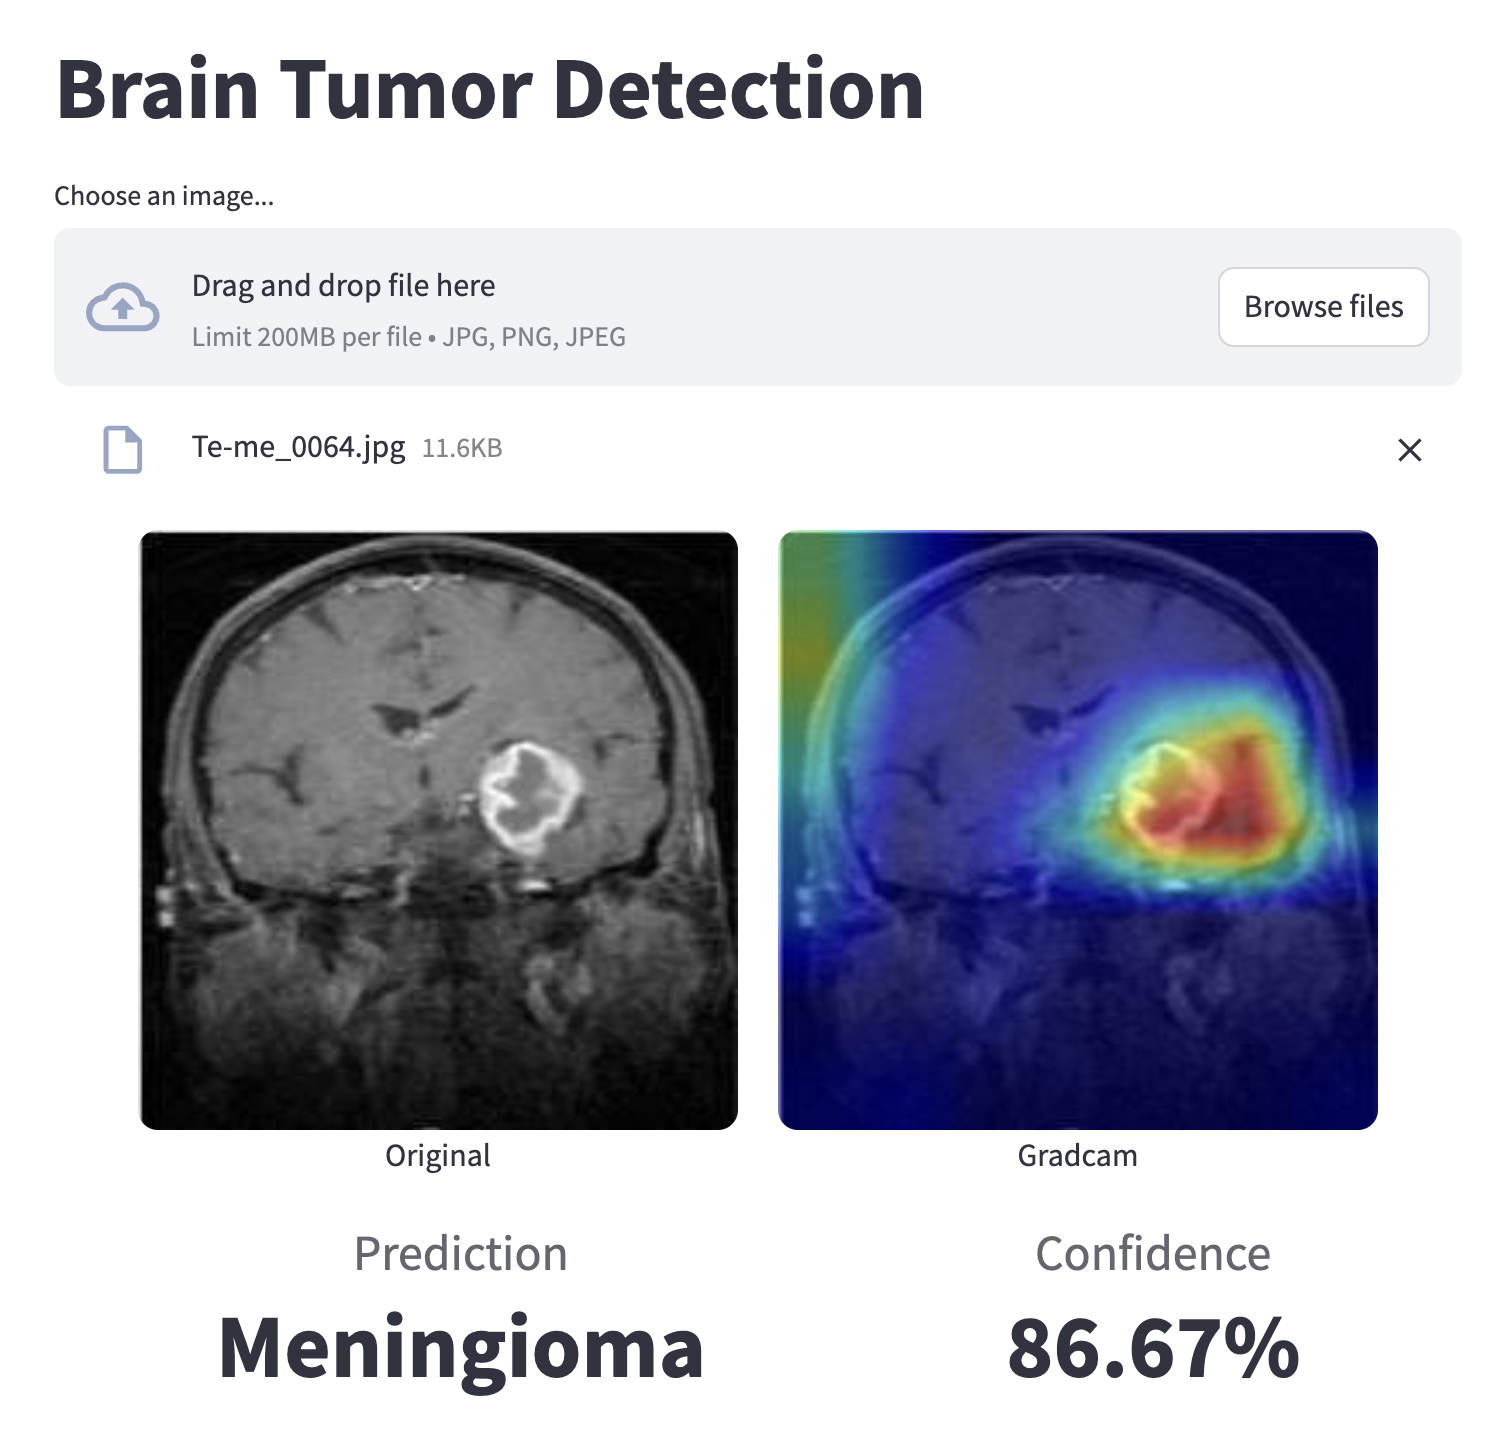 Brain Tumor Detection
Choose an image...
Drag and drop file here
Limit 200MB per file • JPG, PNG, JPEG
Browse files
Te-me_0064.jpg 11.6KB
Original
Gradcam
Prediction
Confidence
Meningioma
86.67%